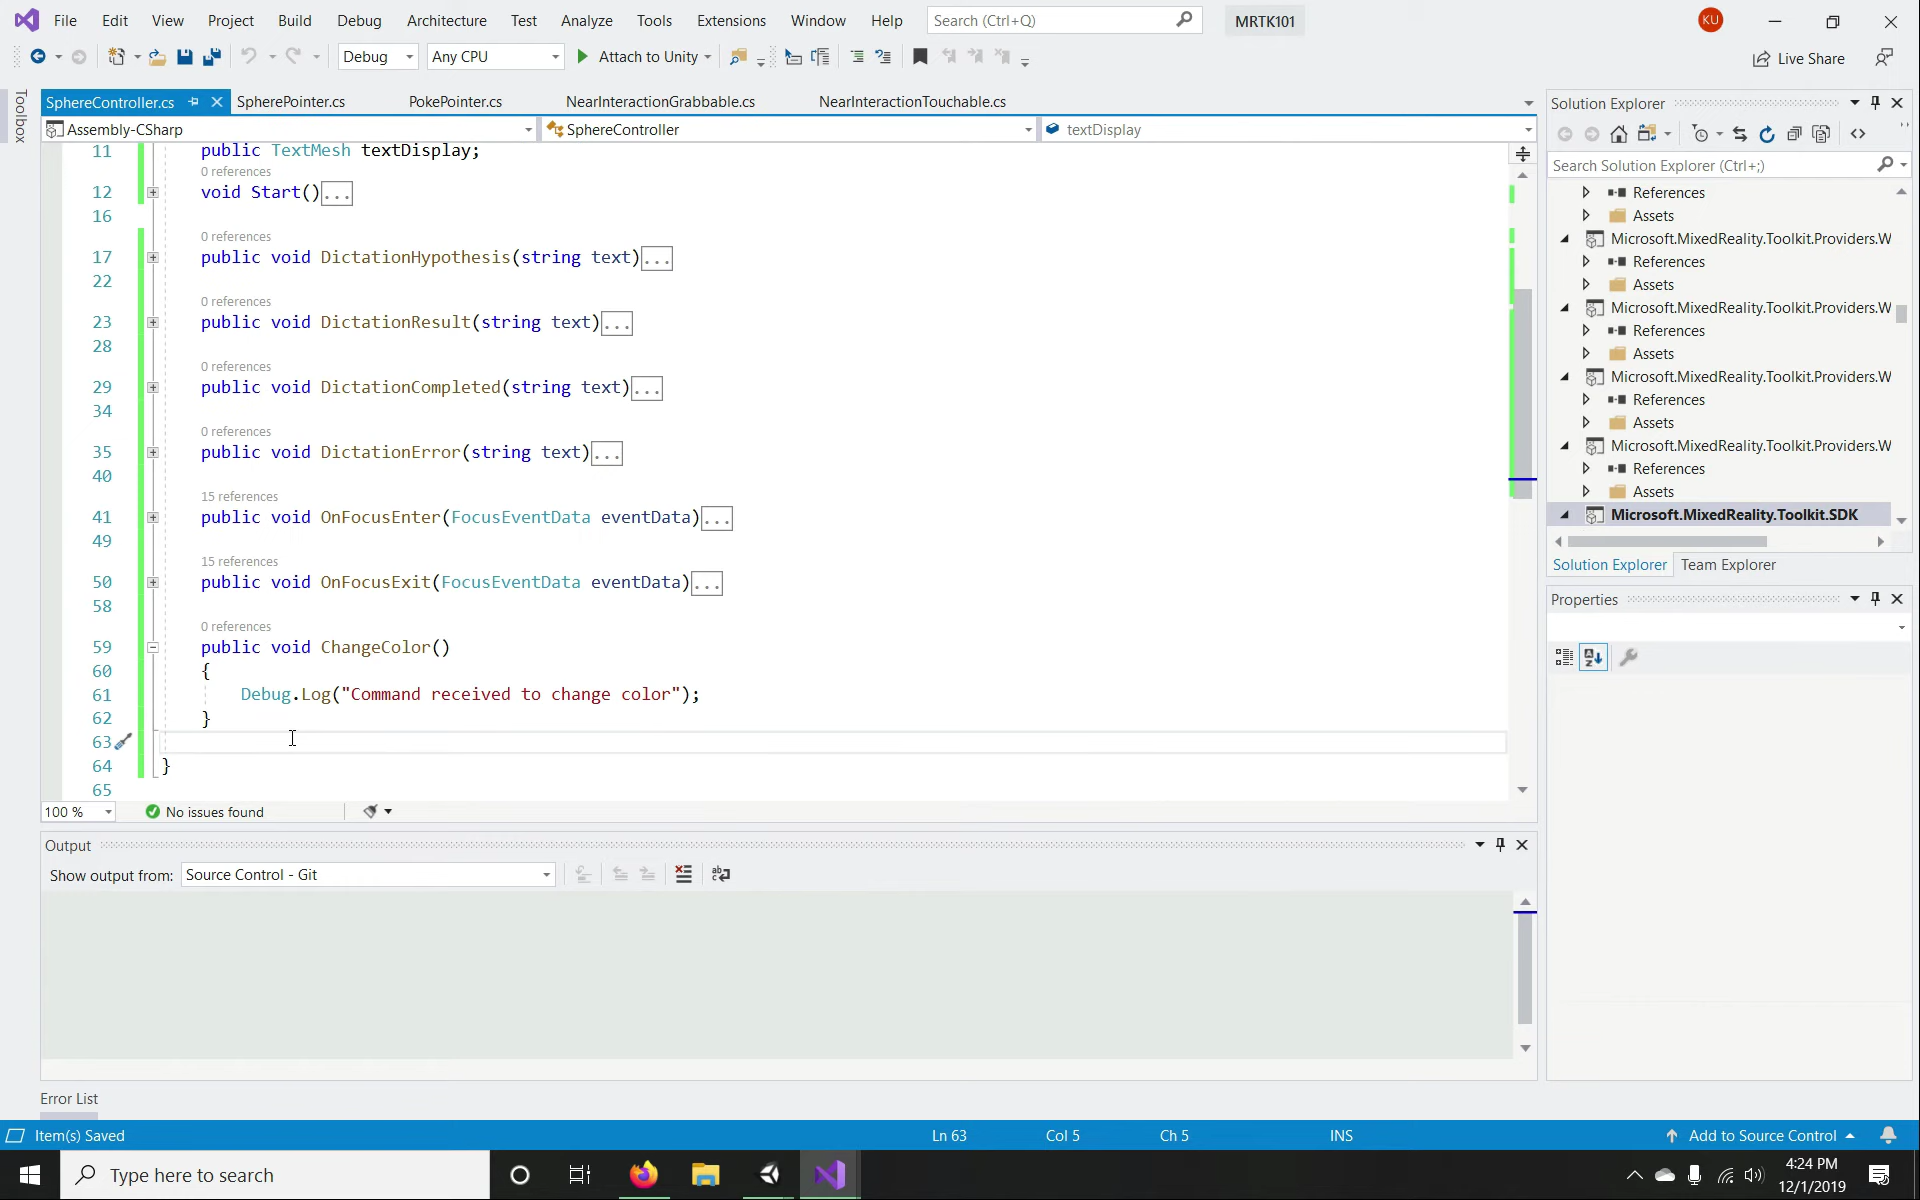 File Edit View Project Build Debug Architecture Test Analyze Tools Extensions Window Help Search (Ctrl+Q) MRTK101 KU
Debug Any CPU Attach to Unity Live Share
Toolbox
SphereController.cs SpherePointer.cs PokePointer.cs NearInteractionGrabbable.cs NearInteractionTouchable.cs
Assembly-CSharp SphereController textDisplay
11 public TextMesh textDisplay;
0 references
12 void Start()...
16
0 references
17 public void DictationHypothesis(string text)...
22
0 references
23 public void DictationResult(string text)...
28
0 references
29 public void DictationCompleted(string text)...
34
0 references
35 public void DictationError(string text)...
40
15 references
41 public void OnFocusEnter(FocusEventData eventData)...
49
15 references
50 public void OnFocusExit(FocusEventData eventData)...
58
0 references
59 public void ChangeColor()
60 {
61 Debug.Log("Command received to change color");
62 }
63
64 }
65
100 % No issues found
Output
Show output from: Source Control - Git
Error List
Solution Explorer
Search Solution Explorer (Ctrl+;)
References
Assets
Microsoft.MixedReality.Toolkit.Providers.W
References
Assets
Microsoft.MixedReality.Toolkit.Providers.W
References
Assets
Microsoft.MixedReality.Toolkit.Providers.W
References
Assets
Microsoft.MixedReality.Toolkit.Providers.W
References
Assets
Microsoft.MixedReality.Toolkit.SDK
Solution Explorer Team Explorer
Properties
Item(s) Saved Ln 63 Col 5 Ch 5 INS Add to Source Control
Type here to search
4:24 PM
12/1/2019